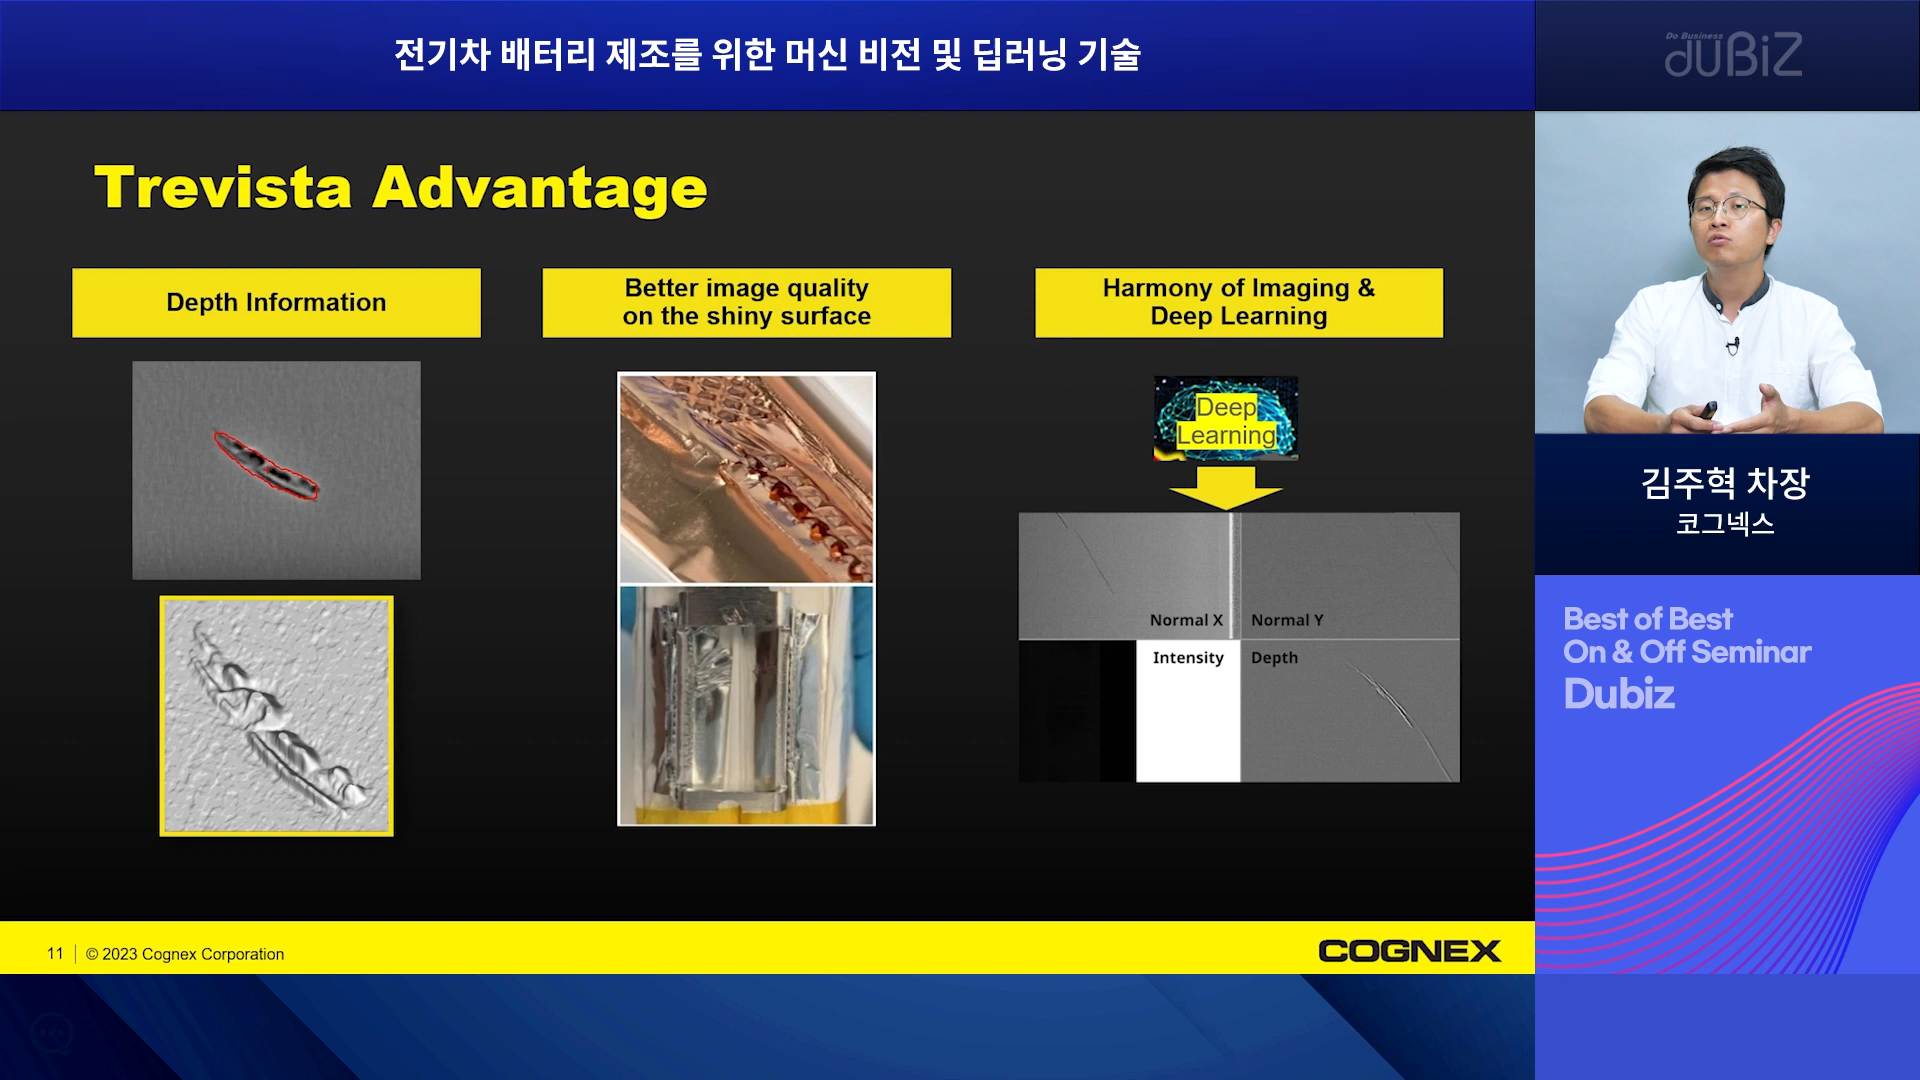 전기차 배터리 제조를 위한 머신 비전 및 딥러닝 기술
Do Business
duBiZ
Trevista Advantage
Depth Information
Better image quality
on the shiny surface
Harmony of Imaging &
Deep Learning
Deep
Learning
Normal X
Normal Y
Intensity
Depth
11
© 2023 Cognex Corporation
COGNEX
김주혁 차장
코그넥스
Best of Best
On & Off Seminar
Dubiz